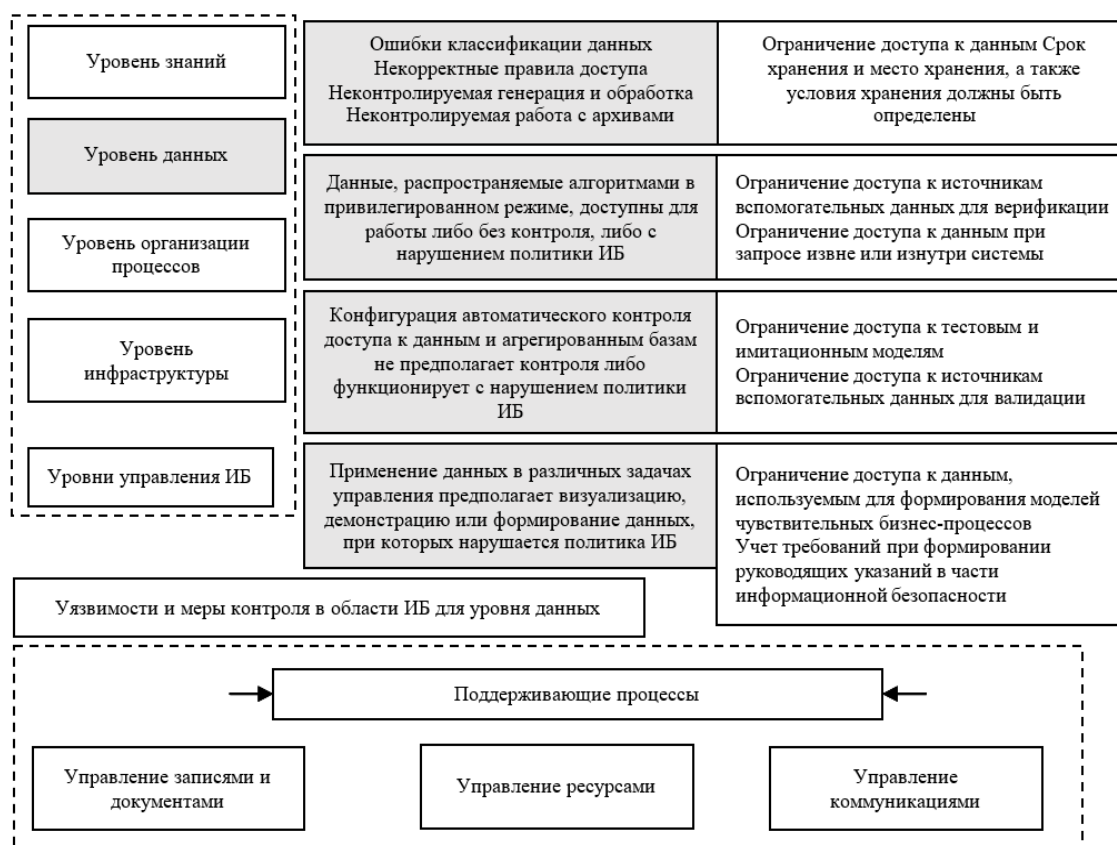 Уровень знаний
Уровень данных
Уровень организации
процессов
Уровень
инфраструктуры
Уровни управления ИБ
Ошибки классификации данных
Некорректные правила доступа
Неконтролируемая генерация и обработка
Неконтролируемая работа с архивами
Ограничение доступа к данным Срок
хранения и место хранения, а также
условия хранения должны быть
определены
Данные, распространяемые алгоритмами в
привилегированном режиме, доступны для
работы либо без контроля, либо с
нарушением политики ИБ
Ограничение доступа к источникам
вспомогательных данных для верификации
Ограничение доступа к данным при
запросе извне или изнутри системы
Конфигурация автоматического контроля
доступа к данным и агрегированным базам
не предполагает контроля либо
функционирует с нарушением политики
ИБ
Ограничение доступа к тестовым и
имитационным моделям
Ограничение доступа к источникам
вспомогательных данных для валидации
Применение данных в различных задачах
управления предполагает визуализацию,
демонстрацию или формирование данных,
при которых нарушается политика ИБ
Ограничение доступа к данным,
используемым для формирования моделей
чувствительных бизнес-процессов
Учет требований при формировании
руководящих указаний в части
информационной безопасности
Уязвимости и меры контроля в области ИБ для уровня данных
Поддерживающие процессы
Управление записями и
документами
Управление ресурсами
Управление
коммуникациями